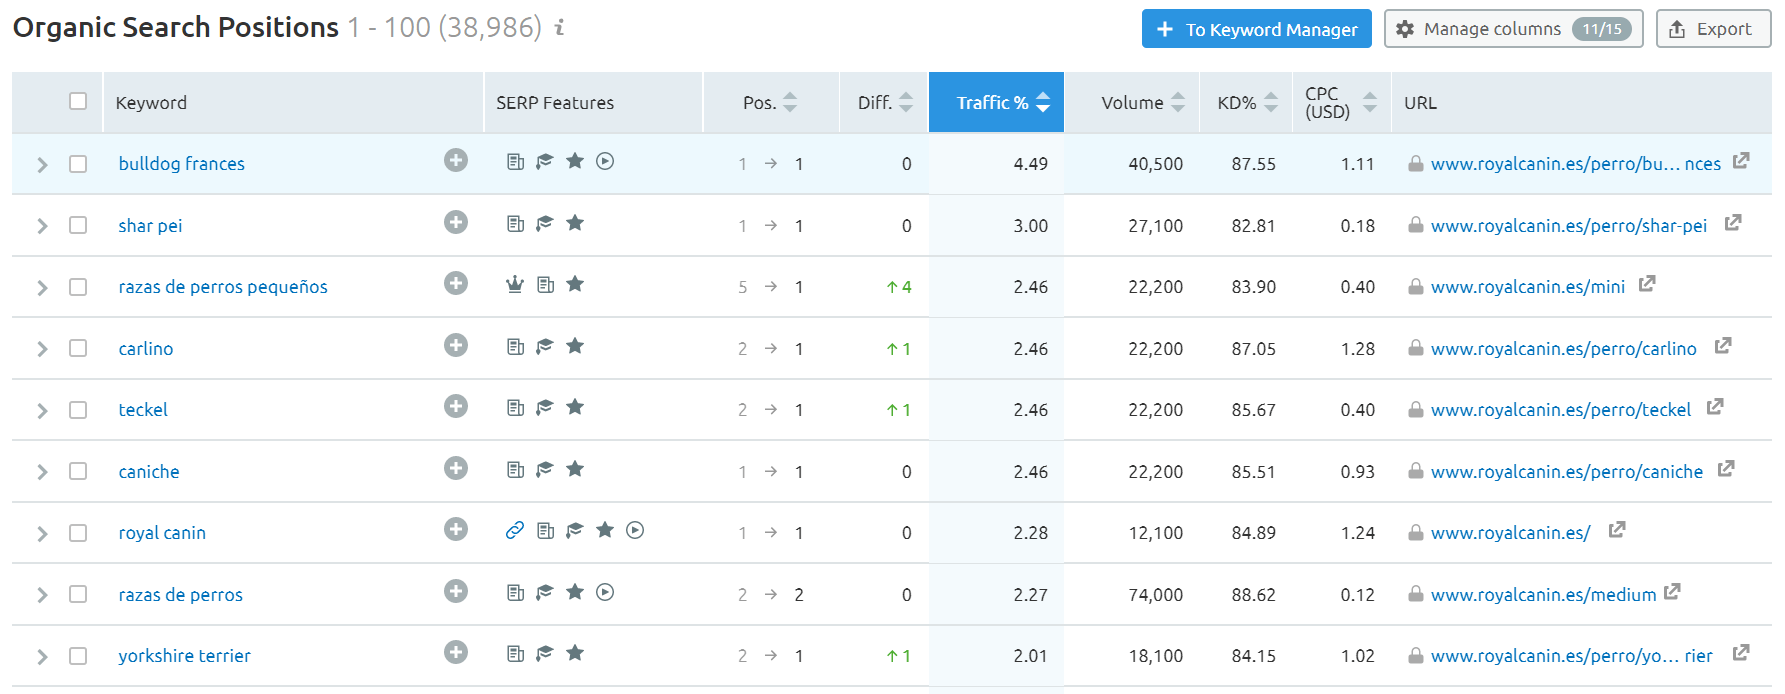 Organic Search Positions 1 - 100 (38,986) i
To Keyword Manager
Manage columns 11/15
Export
Keyword SERP Features Pos. Diff. Traffic % Volume KD% CPC (USD) URL
bulldog frances 1 → 1 0 4.49 40,500 87.55 1.11 www.royalcanin.es/perro/bu... nces
shar pei 1 → 1 0 3.00 27,100 82.81 0.18 www.royalcanin.es/perro/shar-pei
razas de perros pequeños 5 → 1 ↑ 4 2.46 22,200 83.90 0.40 www.royalcanin.es/mini
carlino 2 → 1 ↑ 1 2.46 22,200 87.05 1.28 www.royalcanin.es/perro/carlino
teckel 2 → 1 ↑ 1 2.46 22,200 85.67 0.40 www.royalcanin.es/perro/teckel
caniche 1 → 1 0 2.46 22,200 85.51 0.93 www.royalcanin.es/perro/caniche
royal canin 1 → 1 0 2.28 12,100 84.89 1.24 www.royalcanin.es/
razas de perros 2 → 2 0 2.27 74,000 88.62 0.12 www.royalcanin.es/medium
yorkshire terrier 2 → 1 ↑ 1 2.01 18,100 84.15 1.02 www.royalcanin.es/perro/yo... rier